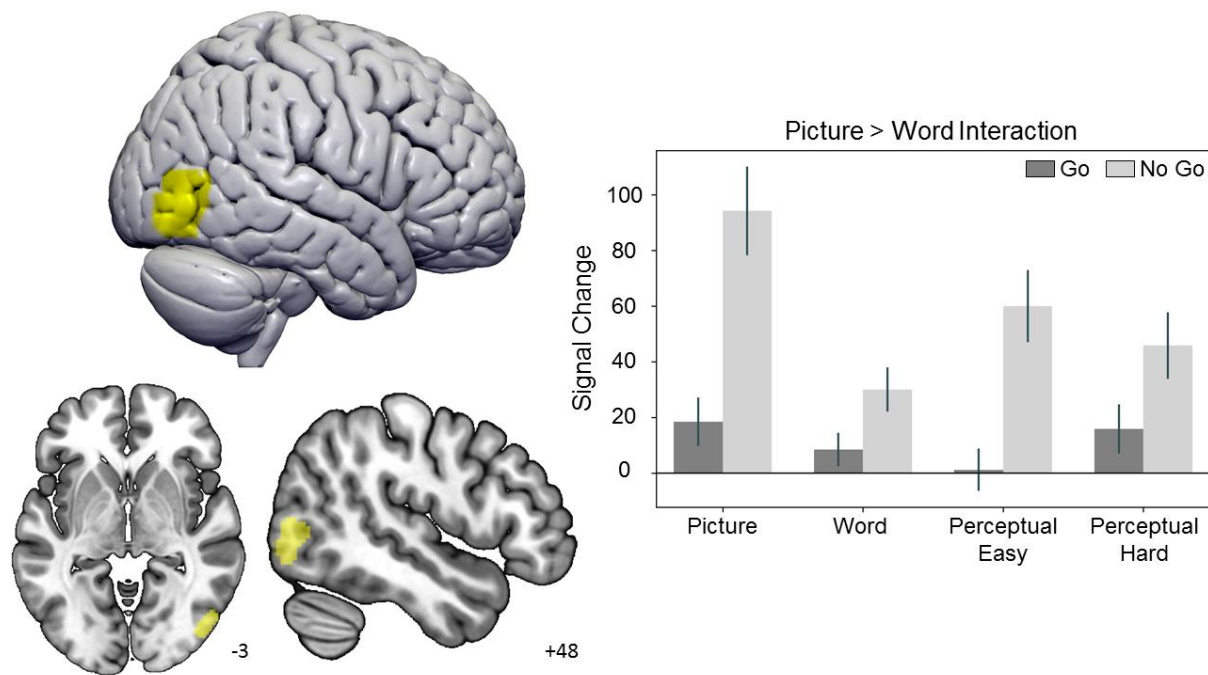 Picture > Word Interaction
Go No Go
Signal Change
100
80
60
40
20
0
Picture Word Perceptual Easy Perceptual Hard
-3 +48